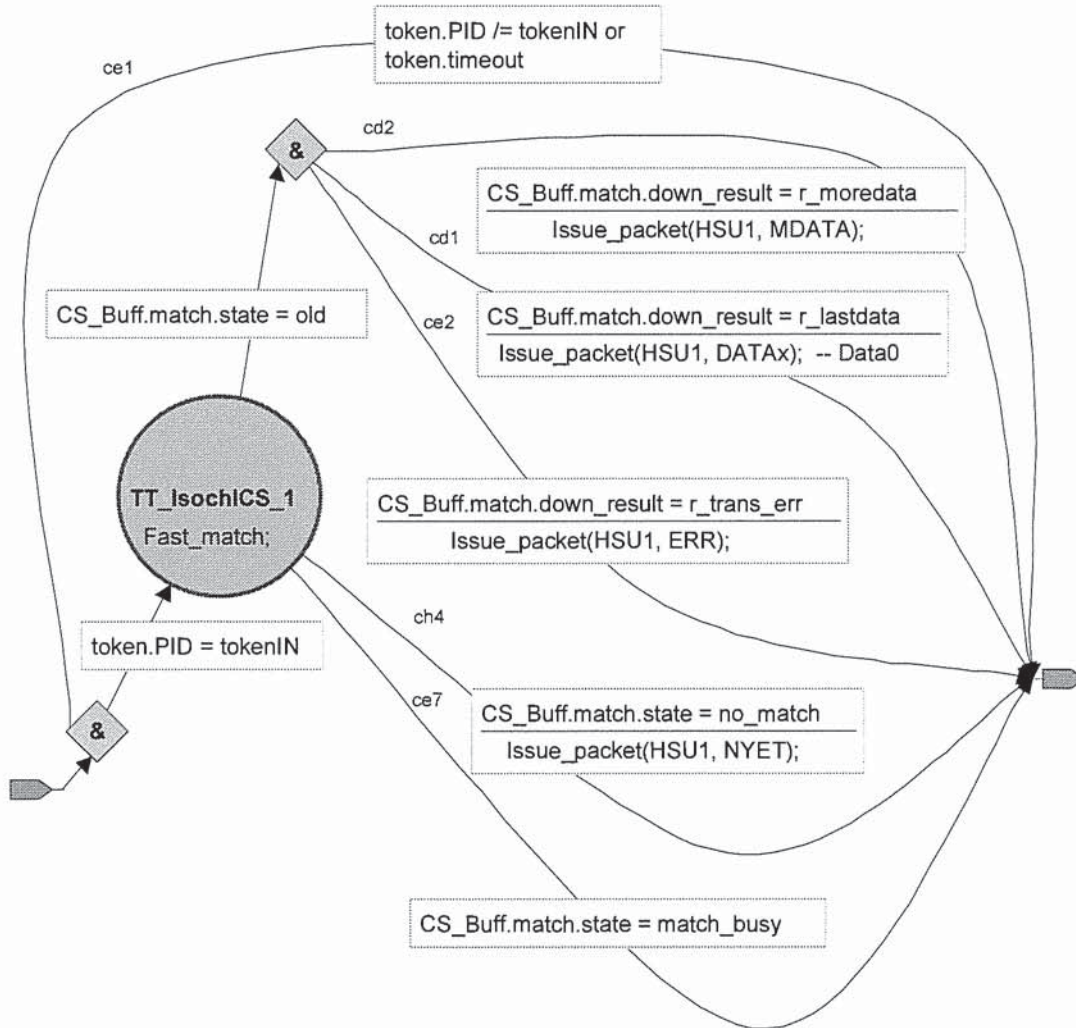 token.PID /= tokenIN or
token.timeout
ce1
cd2
&
CS_Buff.match.down_result = r_moredata
Issue_packet(HSU1, MDATA);
cd1
CS_Buff.match.state = old
ce2
CS_Buff.match.down_result = r_lastdata
Issue_packet(HSU1, DATAx); -- Data0
TT_IsochICS_1
Fast_match;
CS_Buff.match.down_result = r_trans_err
Issue_packet(HSU1, ERR);
ch4
token.PID = tokenIN
ce7
CS_Buff.match.state = no_match
Issue_packet(HSU1, NYET);
&
CS_Buff.match.state = match_busy